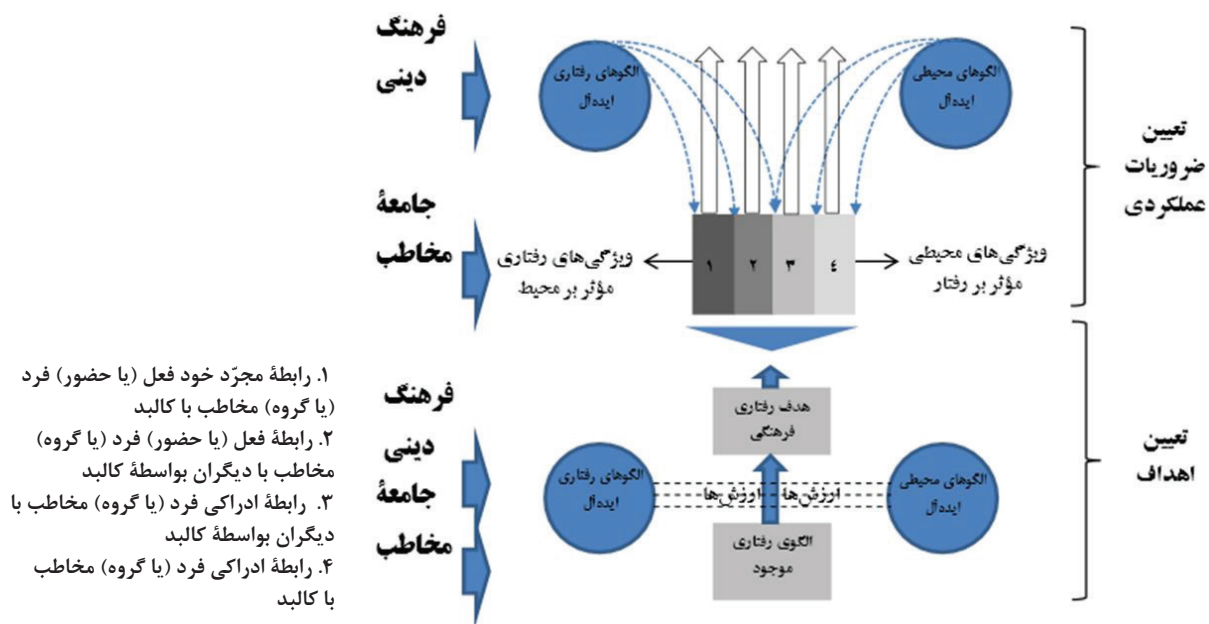 فرهنگ
دینی
جامعهٔ
مخاطب
الگوهای رفتاری
ایده‌آل
الگوهای محیطی
ایده‌آل
تعیین
ضروریات
عملکردی
ویژگی‌های رفتاری
مؤثر بر محیط
۱ ۲ ۳ ٤
ویژگی‌های محیطی
مؤثر بر رفتار
هدف رفتاری
فرهنگی
فرهنگ
دینی
جامعهٔ
مخاطب
الگوهای رفتاری
ایده‌آل
ارزش‌ها ارزش‌ها
الگوهای محیطی
ایده‌آل
الگوی رفتاری
موجود
تعیین
اهداف
۱. رابطهٔ مجرّد خود فعل (یا حضور) فرد
(یا گروه) مخاطب با کالبد
۲. رابطهٔ فعل (یا حضور) فرد (یا گروه)
مخاطب با دیگران بواسطهٔ کالبد
۳. رابطهٔ ادراکی فرد (یا گروه) مخاطب با
دیگران بواسطهٔ کالبد
۴. رابطهٔ ادراکی فرد (یا گروه) مخاطب
با کالبد